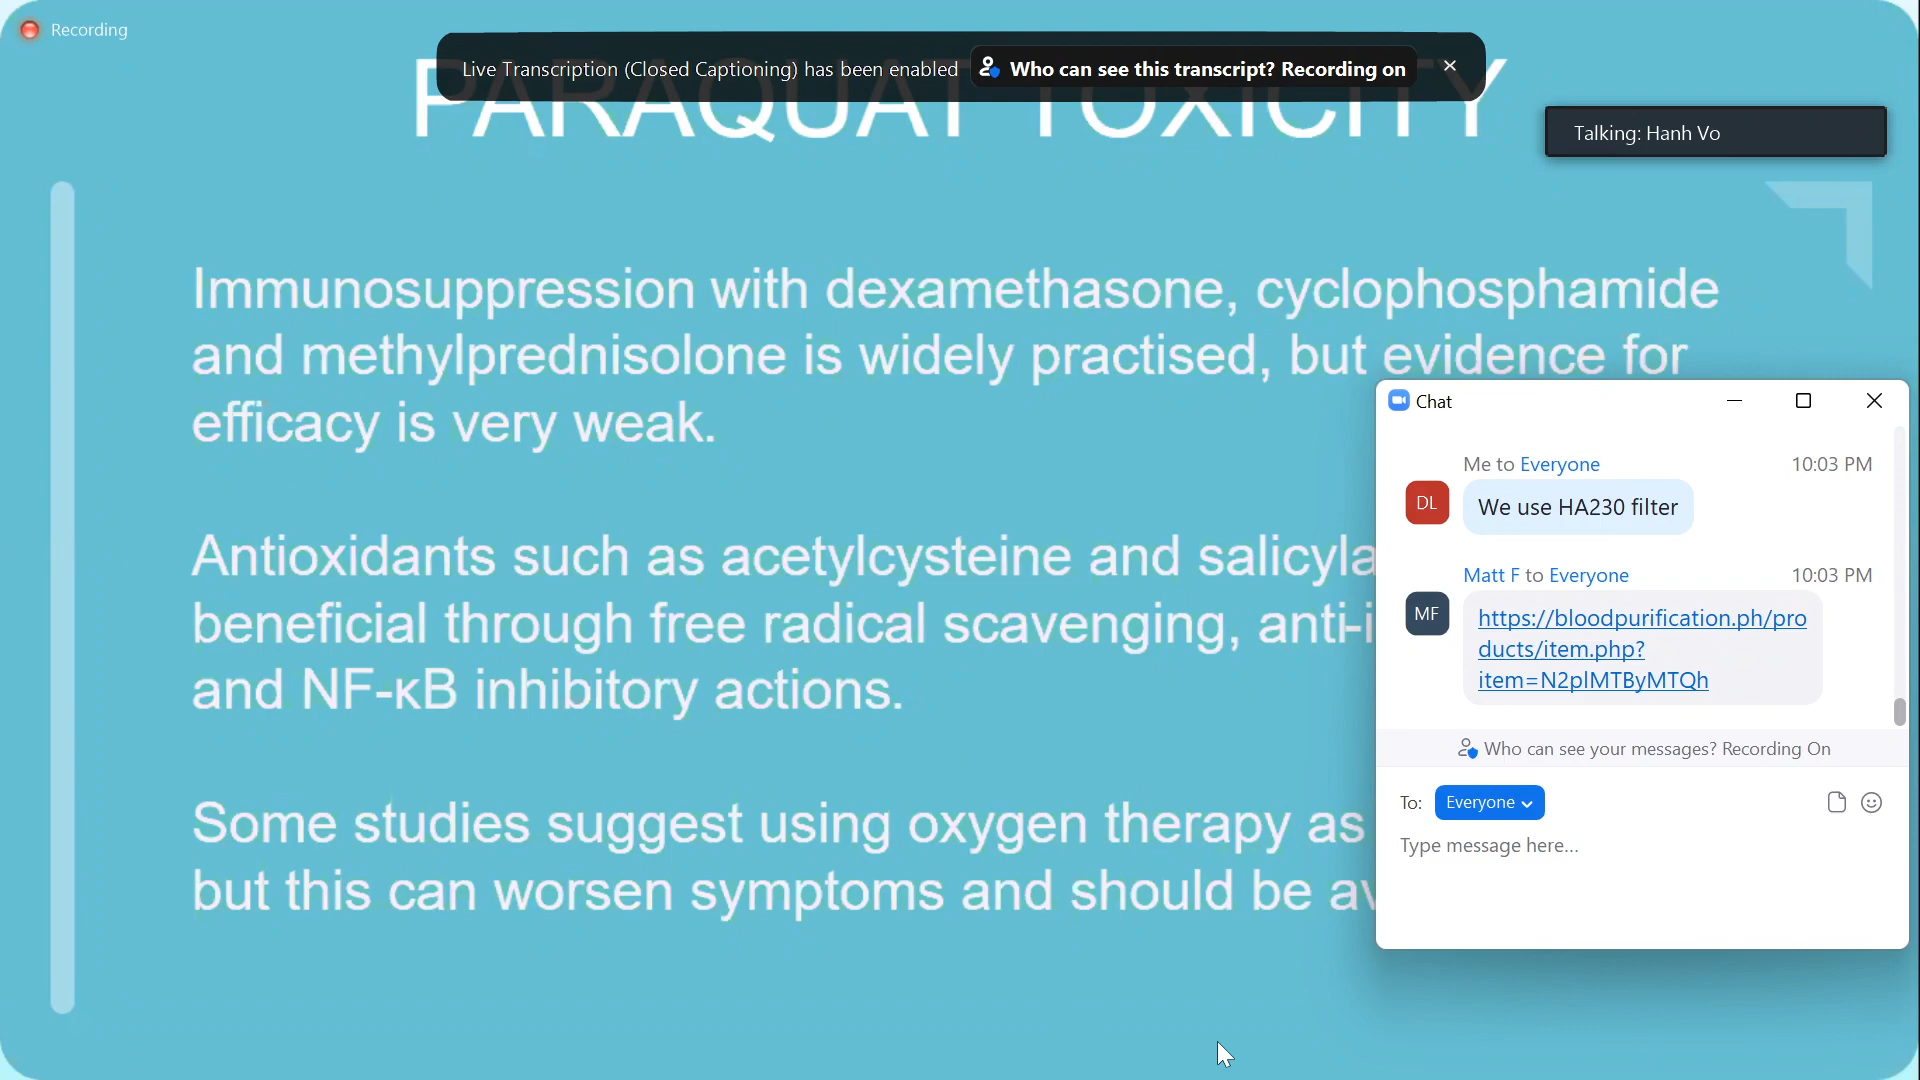 Recording
Live Transcription (Closed Captioning) has been enabled Who can see this transcript? Recording on
PARAQUAT TOXICITY
Talking: Hanh Vo
Immunosuppression with dexamethasone, cyclophosphamide
and methylprednisolone is widely practised, but evidence for
efficacy is very weak.
Antioxidants such as acetylcysteine and
beneficial through free radical scavenging,
and NF-κB inhibitory actions.
Some studies suggest using oxygen therapy as
but this can worsen symptoms and should be
Chat
Me to Everyone 10:03 PM
DL
We use HA230 filter
Matt F to Everyone 10:03 PM
MF
https://bloodpurification.ph/pro
ducts/item.php?
item=N2plMTByMTQh
Who can see your messages? Recording On
To: Everyone
Type message here...